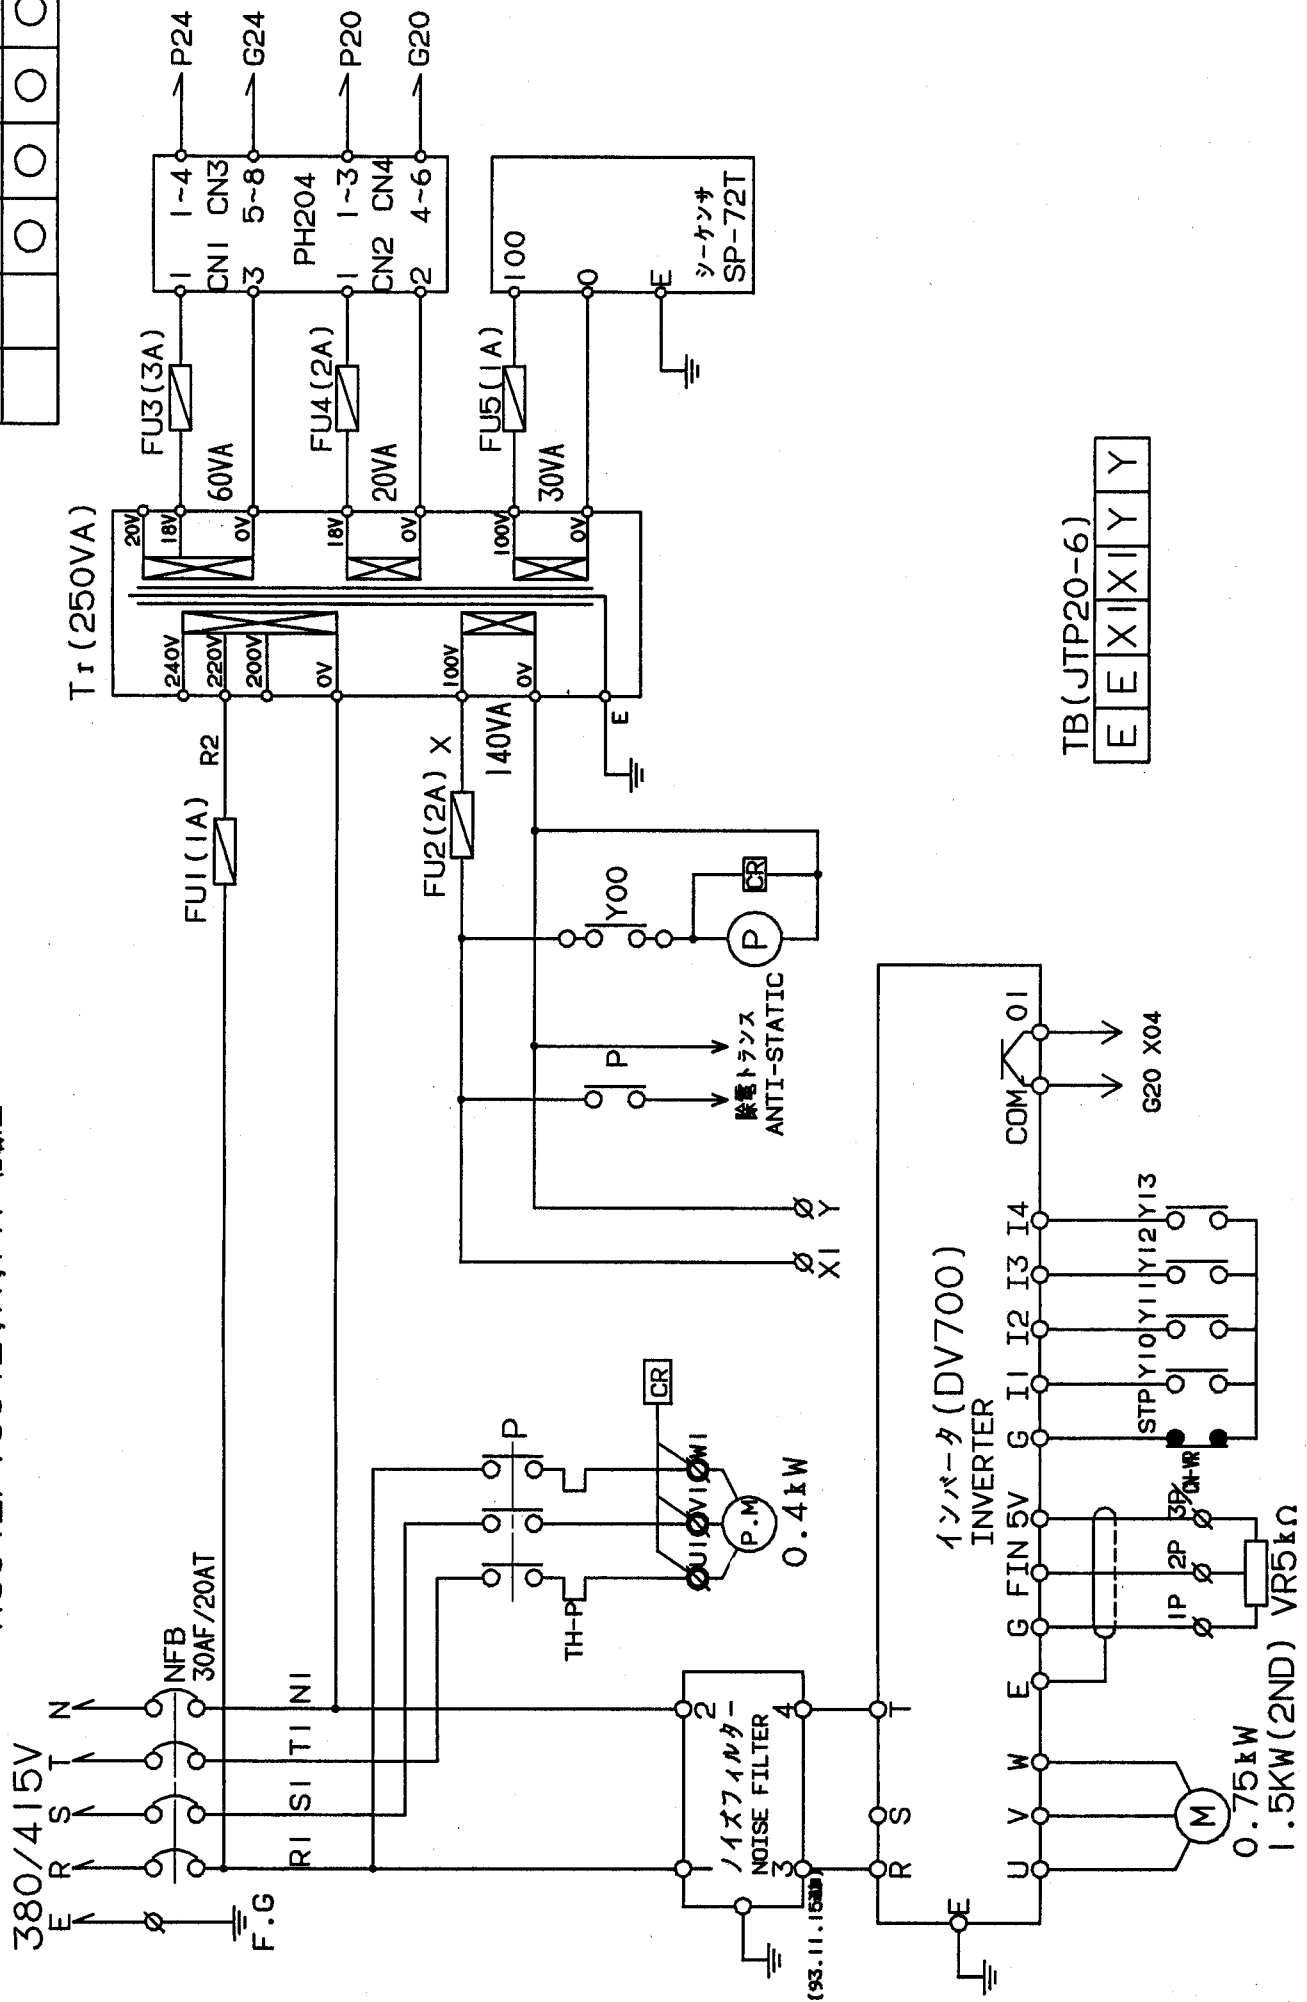 380/415V
E R S T N
F.G
NFB
30AF/20AT
R1 S1 T1 N1
FU1(1A)
R2
Tr(250VA)
240V
220V
200V
0V
100V
0V
E
20V
18V
0V
18V
0V
100V
0V
60VA
20VA
30VA
140VA
FU3(3A)
FU4(2A)
FU5(1A)
FU2(2A)
X
1 1~4
CN1 CN3
3 5~8
PH204
1 1~3
CN2 CN4
2 4~6
P24
G24
P20
G20
100
0
E
シーケンサ
SP-72T
Y00
P
CR
P
除電トランス
ANTI-STATIC
X1 Y
P
TH-P
U1 V1 W1
CR
P.M
0.4kW
ノイズフィルター
NOISE FILTER
1 2
3 4
R S T
E
インバータ(DV700)
INVERTER
U V W E G FIN 5V G I1 I2 I3 I4 COM O1
M
0.75kW
1.5KW(2ND)
1P 2P 3P
CN-VR
VR5kΩ
STP Y10 Y11 Y12 Y13
G20 X04
TB(JTP20-6)
E E X1 X1 Y Y